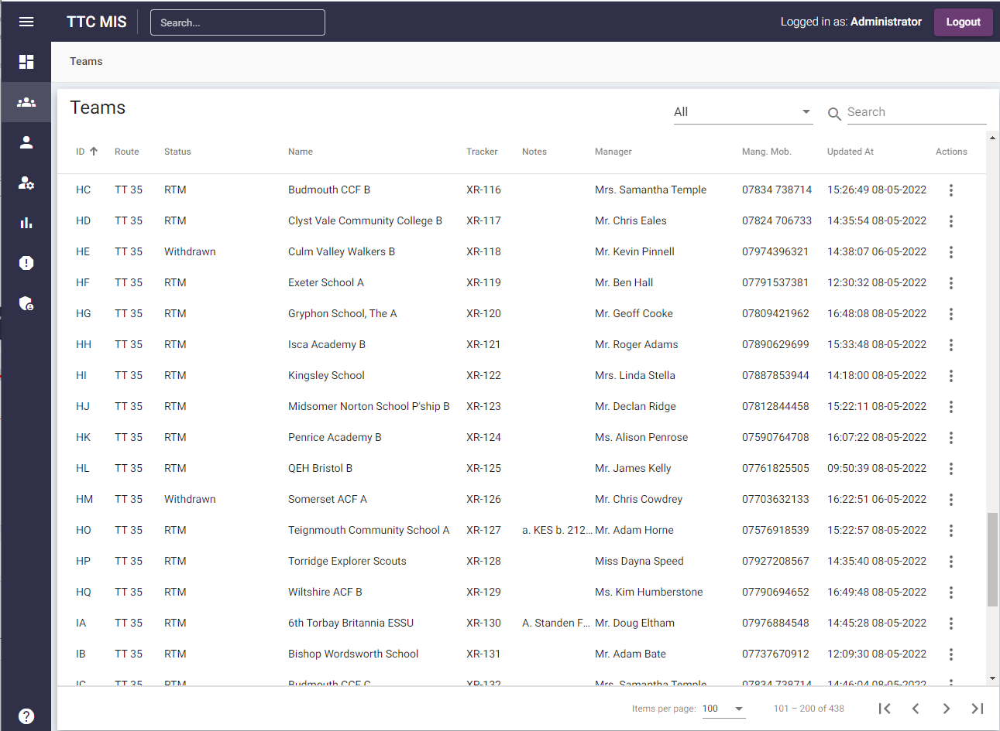 TTC MIS Search... Logged in as: Administrator Logout
Teams
Teams
All Search
ID Route Status Name Tracker Notes Manager Mang. Mob. Updated At Actions
HC TT 35 RTM Budmouth CCF B XR-116 Mrs. Samantha Temple 07834 738714 15:26:49 08-05-2022
HD TT 35 RTM Clyst Vale Community College B XR-117 Mr. Chris Eales 07824 706733 14:35:54 08-05-2022
HE TT 35 Withdrawn Culm Valley Walkers B XR-118 Mr. Kevin Pinnell 07974396321 14:38:07 06-05-2022
HF TT 35 RTM Exeter School A XR-119 Mr. Ben Hall 07791537381 12:30:32 08-05-2022
HG TT 35 RTM Gryphon School, The A XR-120 Mr. Geoff Cooke 07809421962 16:48:08 08-05-2022
HH TT 35 RTM Isca Academy B XR-121 Mr. Roger Adams 07890629699 15:33:48 08-05-2022
HI TT 35 RTM Kingsley School XR-122 Mrs. Linda Stella 07887853944 14:18:00 08-05-2022
HJ TT 35 RTM Midsomer Norton School P'ship B XR-123 Mr. Declan Ridge 07812844458 15:22:11 08-05-2022
HK TT 35 RTM Penrice Academy B XR-124 Ms. Alison Penrose 07590764708 16:07:22 08-05-2022
HL TT 35 RTM QEH Bristol B XR-125 Mr. James Kelly 07761825505 09:50:39 08-05-2022
HM TT 35 Withdrawn Somerset ACF A XR-126 Mr. Chris Cowdrey 07703632133 16:22:51 06-05-2022
HO TT 35 RTM Teignmouth Community School A XR-127 a. KES b. 212... Mr. Adam Horne 07576918539 15:22:57 08-05-2022
HP TT 35 RTM Torridge Explorer Scouts XR-128 Miss Dayna Speed 07927208567 14:35:40 08-05-2022
HQ TT 35 RTM Wiltshire ACF B XR-129 Ms. Kim Humberstone 07790694652 16:49:48 08-05-2022
IA TT 35 RTM 6th Torbay Britannia ESSU XR-130 A. Standen F... Mr. Doug Eltham 07976884548 14:45:28 08-05-2022
IB TT 35 RTM Bishop Wordsworth School XR-131 Mr. Adam Bate 07737670912 12:09:30 08-05-2022
IC TT 35 RTM Budmouth CCF C XR-132 Mrs. Samantha Temple 07834 738714 14:46:04 08-05-2022
Items per page: 100 101 – 200 of 438